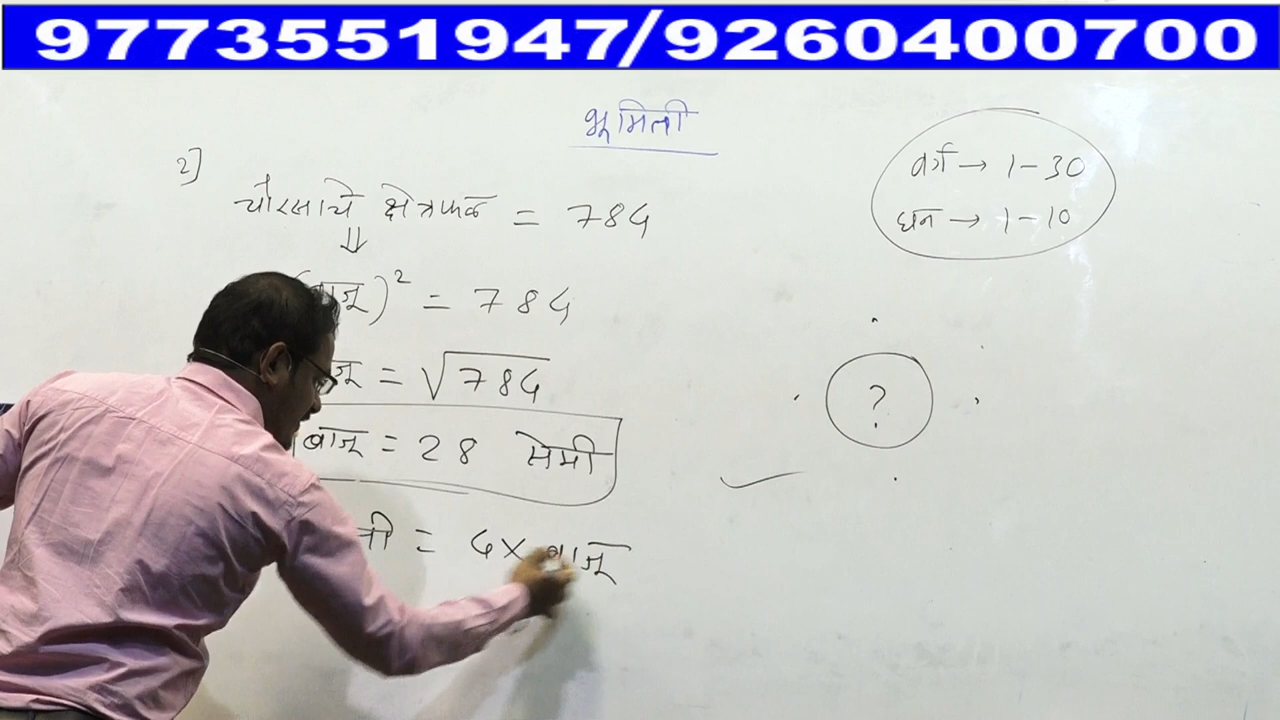 9773551947/9260400700
भूमिती
2]
चौरसाचे क्षेत्रफळ = 784
⇓
बाजू)² = 784
= √784
बाजू = 28 सेमी
= 4× बाजू
वर्ग → 1-30
घन → 1-10
?